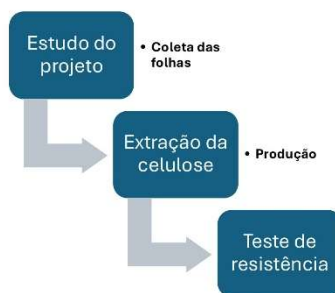 Estudo do
projeto
• Coleta das
folhas
Extração da
celulose
• Produção
Teste de
resistência